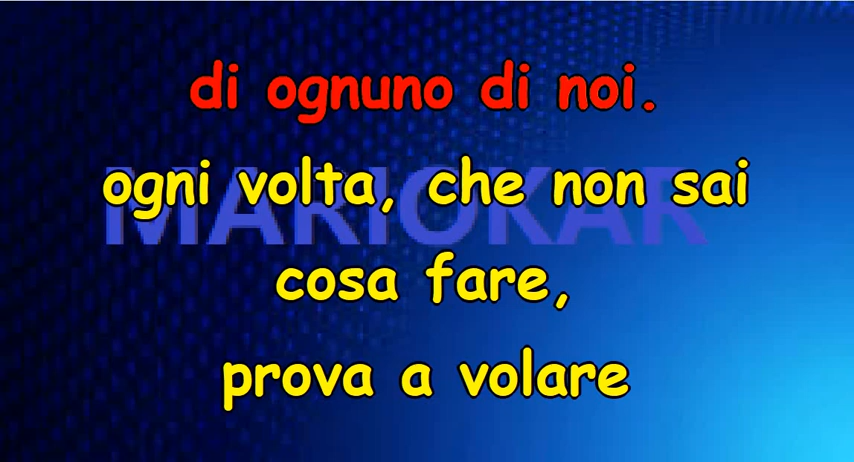 di ognuno di noi.
ogni volta, che non sai
MARIOKAR
cosa fare,
prova a volare